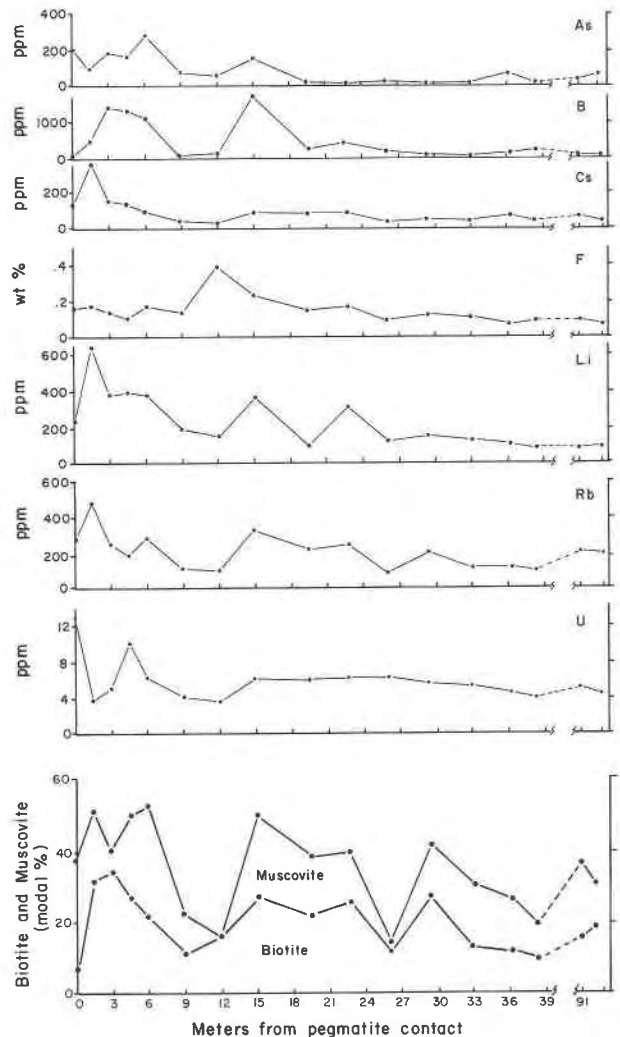 400
200
0
ppm
As
1000
0
ppm
B
200
0
ppm
Cs
.4
.2
0
wt %
F
600
400
200
0
ppm
Li
600
400
200
0
ppm
Rb
12
8
4
0
ppm
U
60
40
20
0
Biotite and Muscovite
(modal %)
Muscovite
Biotite
0 3 6 9 12 15 18 21 24 27 30 33 36 39 91
Meters from pegmatite contact